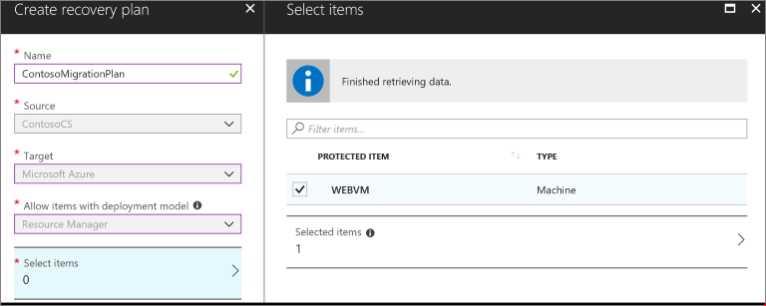 Create recovery plan
* Name
ContosoMigrationPlan
* Source
ContosoCS
* Target
Microsoft Azure
* Allow items with deployment model
Resource Manager
* Select items
0
Select items
Finished retrieving data.
Filter items...
PROTECTED ITEM TYPE
WEBVM Machine
Selected items
1